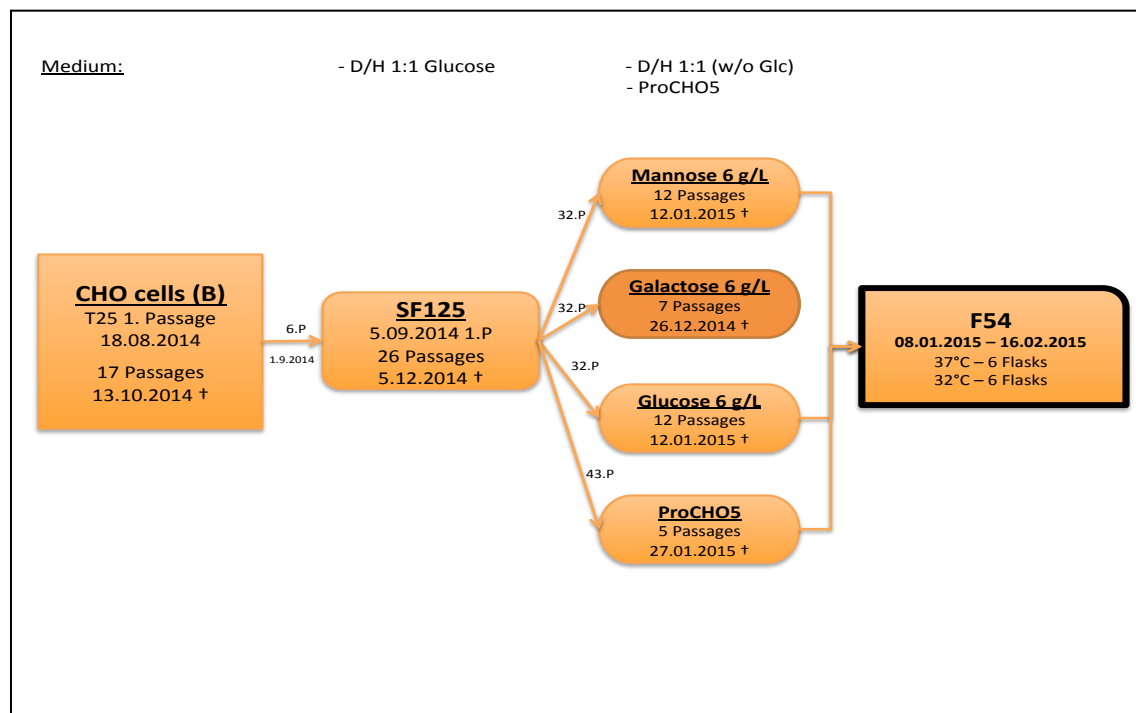 Medium:
- D/H 1:1 Glucose
- D/H 1:1 (w/o Glc)
- ProCHO5
CHO cells (B)
T25 1. Passage
18.08.2014
17 Passages
13.10.2014 †
6.P
1.9.2014
SF125
5.09.2014 1.P
26 Passages
5.12.2014 †
32.P
32.P
32.P
43.P
Mannose 6 g/L
12 Passages
12.01.2015 †
Galactose 6 g/L
7 Passages
26.12.2014 †
Glucose 6 g/L
12 Passages
12.01.2015 †
ProCHO5
5 Passages
27.01.2015 †
F54
08.01.2015 – 16.02.2015
37°C – 6 Flasks
32°C – 6 Flasks